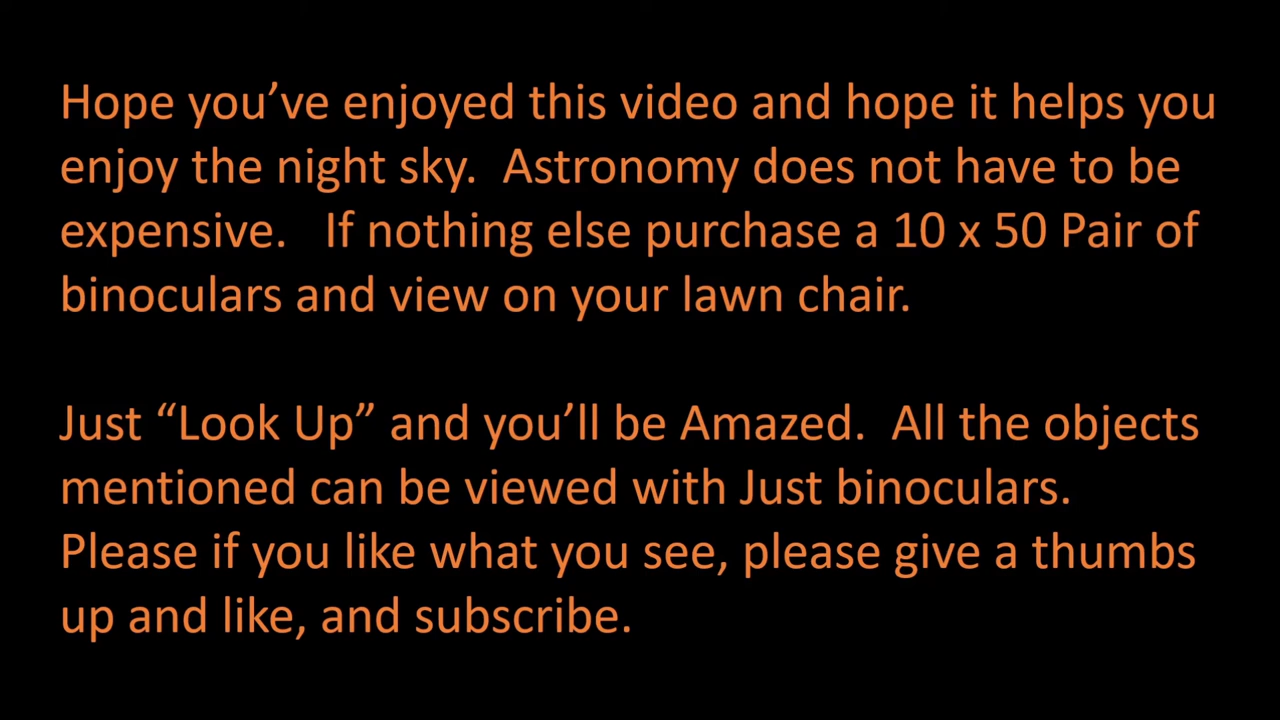 Hope you’ve enjoyed this video and hope it helps you
enjoy the night sky.  Astronomy does not have to be
expensive.   If nothing else purchase a 10 x 50 Pair of
binoculars and view on your lawn chair.
Just “Look Up” and you’ll be Amazed.  All the objects
mentioned can be viewed with Just binoculars.
Please if you like what you see, please give a thumbs
up and like, and subscribe.